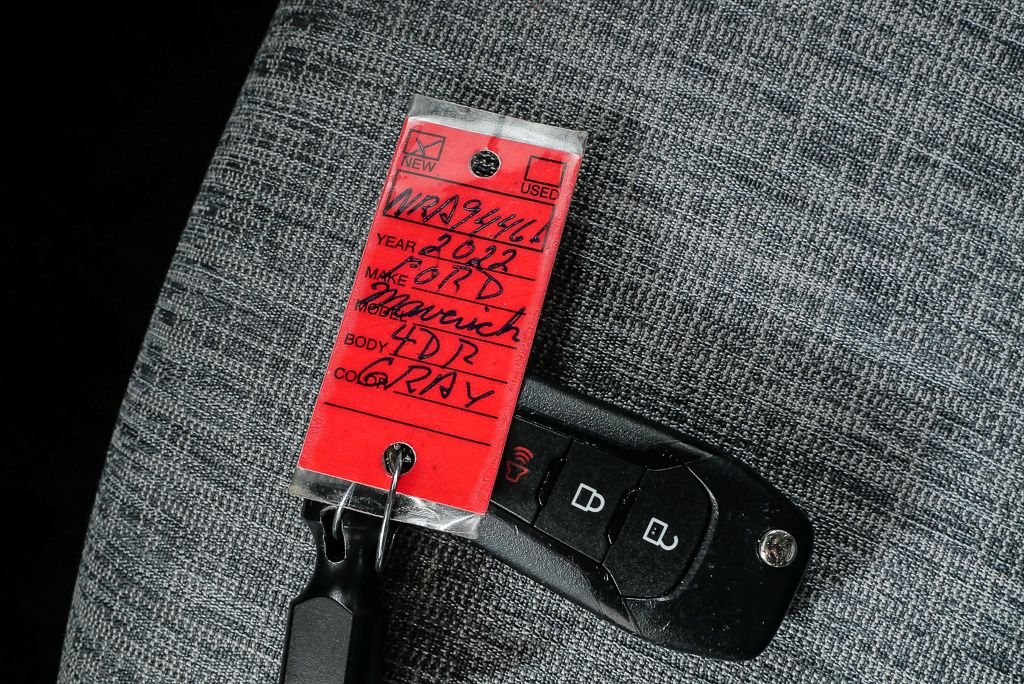 NEW
USED
NRA94461
YEAR 2022
MAKE FORD
MODEL Maverick
BODY 4DR
COLOR GRAY